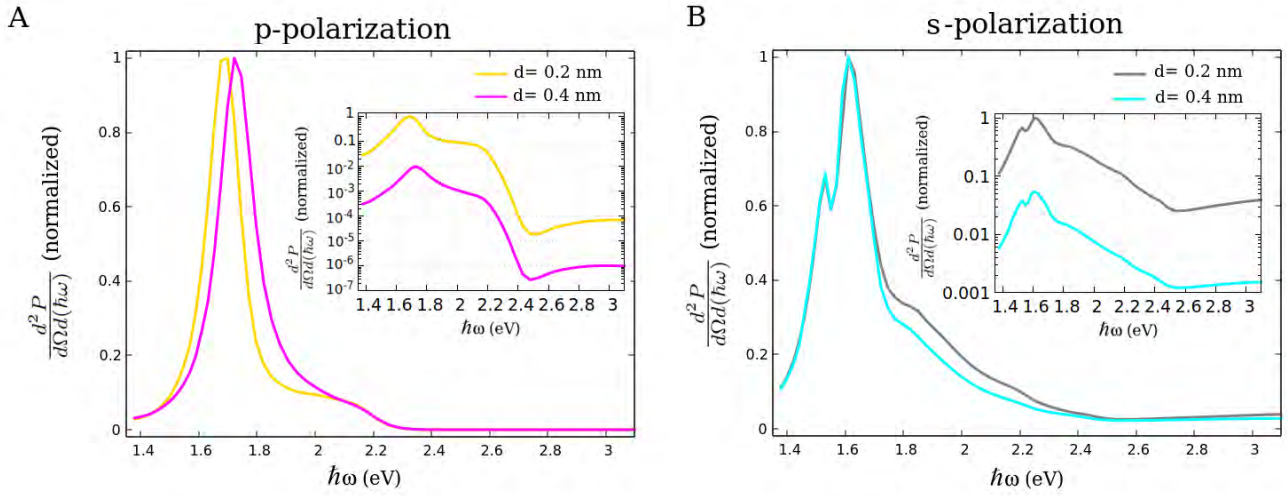 A
p-polarization
d= 0.2 nm
d= 0.4 nm
1
0.8
0.6
0.4
0.2
0
1.4 1.6 1.8 2 2.2 2.4 2.6 2.8 3
ħω (eV)
d²P / dΩd(ħω) (normalized)
1
0.1
10⁻²
10⁻³
10⁻⁴
10⁻⁵
10⁻⁶
10⁻⁷
1.4 1.6 1.8 2 2.2 2.4 2.6 2.8 3
ħω (eV)
d²P / dΩd(ħω) (normalized)
B
s-polarization
d= 0.2 nm
d= 0.4 nm
1
0.8
0.6
0.4
0.2
0
1.4 1.6 1.8 2 2.2 2.4 2.6 2.8 3
ħω (eV)
d²P / dΩd(ħω) (normalized)
1
0.1
0.01
0.001
1.4 1.6 1.8 2 2.2 2.4 2.6 2.8 3
ħω (eV)
d²P / dΩd(ħω) (normalized)